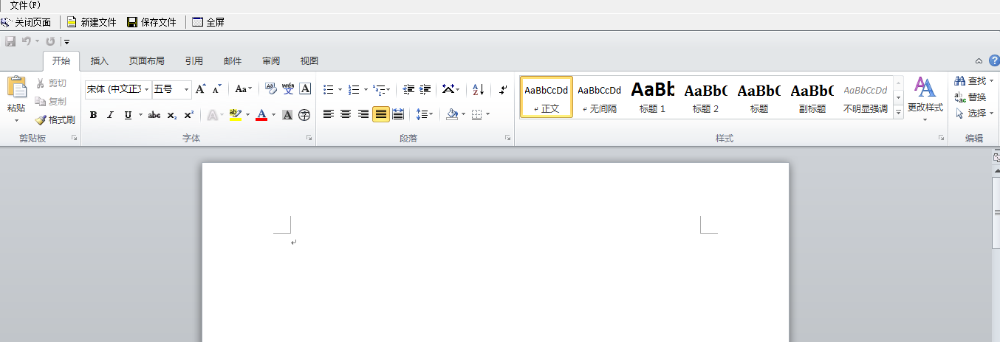 文件(F)
关闭页面 新建文件 保存文件 全屏
开始 插入 页面布局 引用 邮件 审阅 视图
宋体 (中文正文 五号 A A Aa wén 文 A
粘贴 剪切 复制 格式刷
B I U abc x₂ x² A ab A A 字
AaBbCcDd AaBbCcDd AaBb AaBbC AaBbC AaBbC AaBbCcDd
正文 无间隔 标题 1 标题 2 标题 副标题 不明显强调
更改样式
查找
替换
选择
剪贴板 字体 段落 样式 编辑